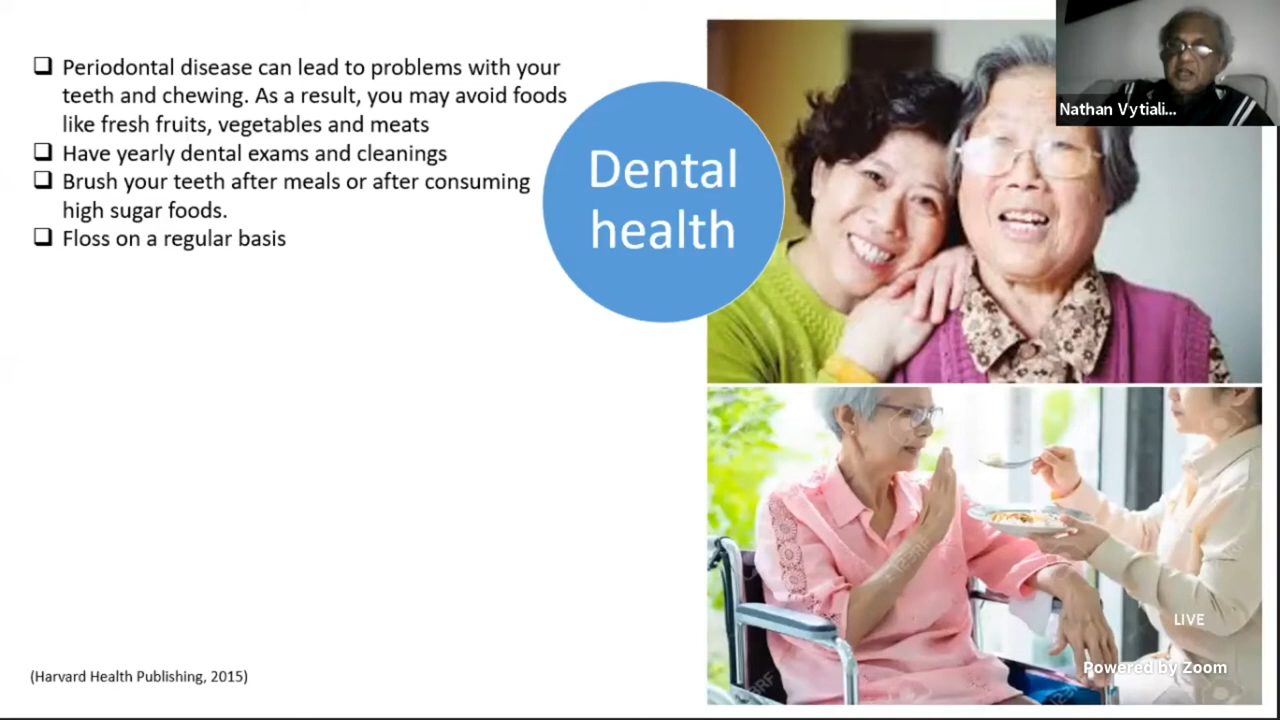 ❑ Periodontal disease can lead to problems with your
teeth and chewing. As a result, you may avoid foods
like fresh fruits, vegetables and meats
❑ Have yearly dental exams and cleanings
❑ Brush your teeth after meals or after consuming
high sugar foods.
❑ Floss on a regular basis
Dental
health
Nathan Vytiali...
(Harvard Health Publishing, 2015)
LIVE
Powered by Zoom